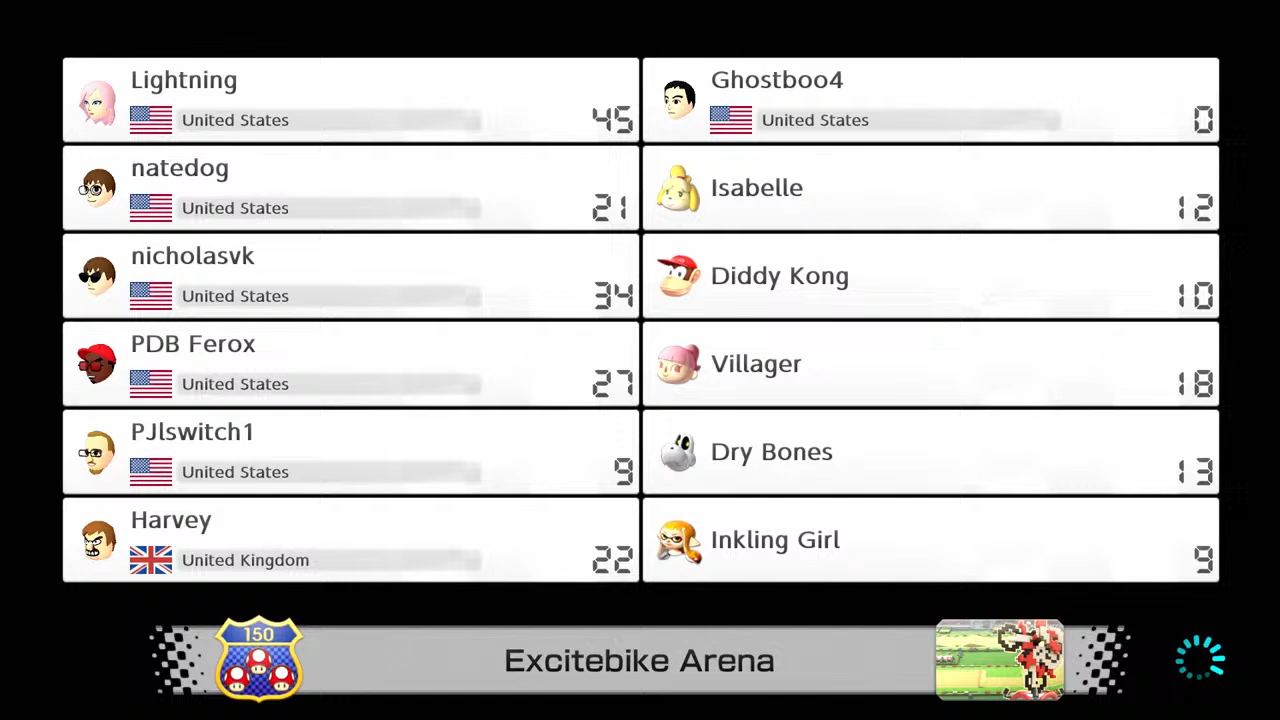 Lightning
United States
45
natedog
United States
21
nicholasvk
United States
34
PDB Ferox
United States
27
PJlswitch1
United States
9
Harvey
United Kingdom
22
Ghostboo4
United States
0
Isabelle
12
Diddy Kong
10
Villager
18
Dry Bones
13
Inkling Girl
9
150
Excitebike Arena